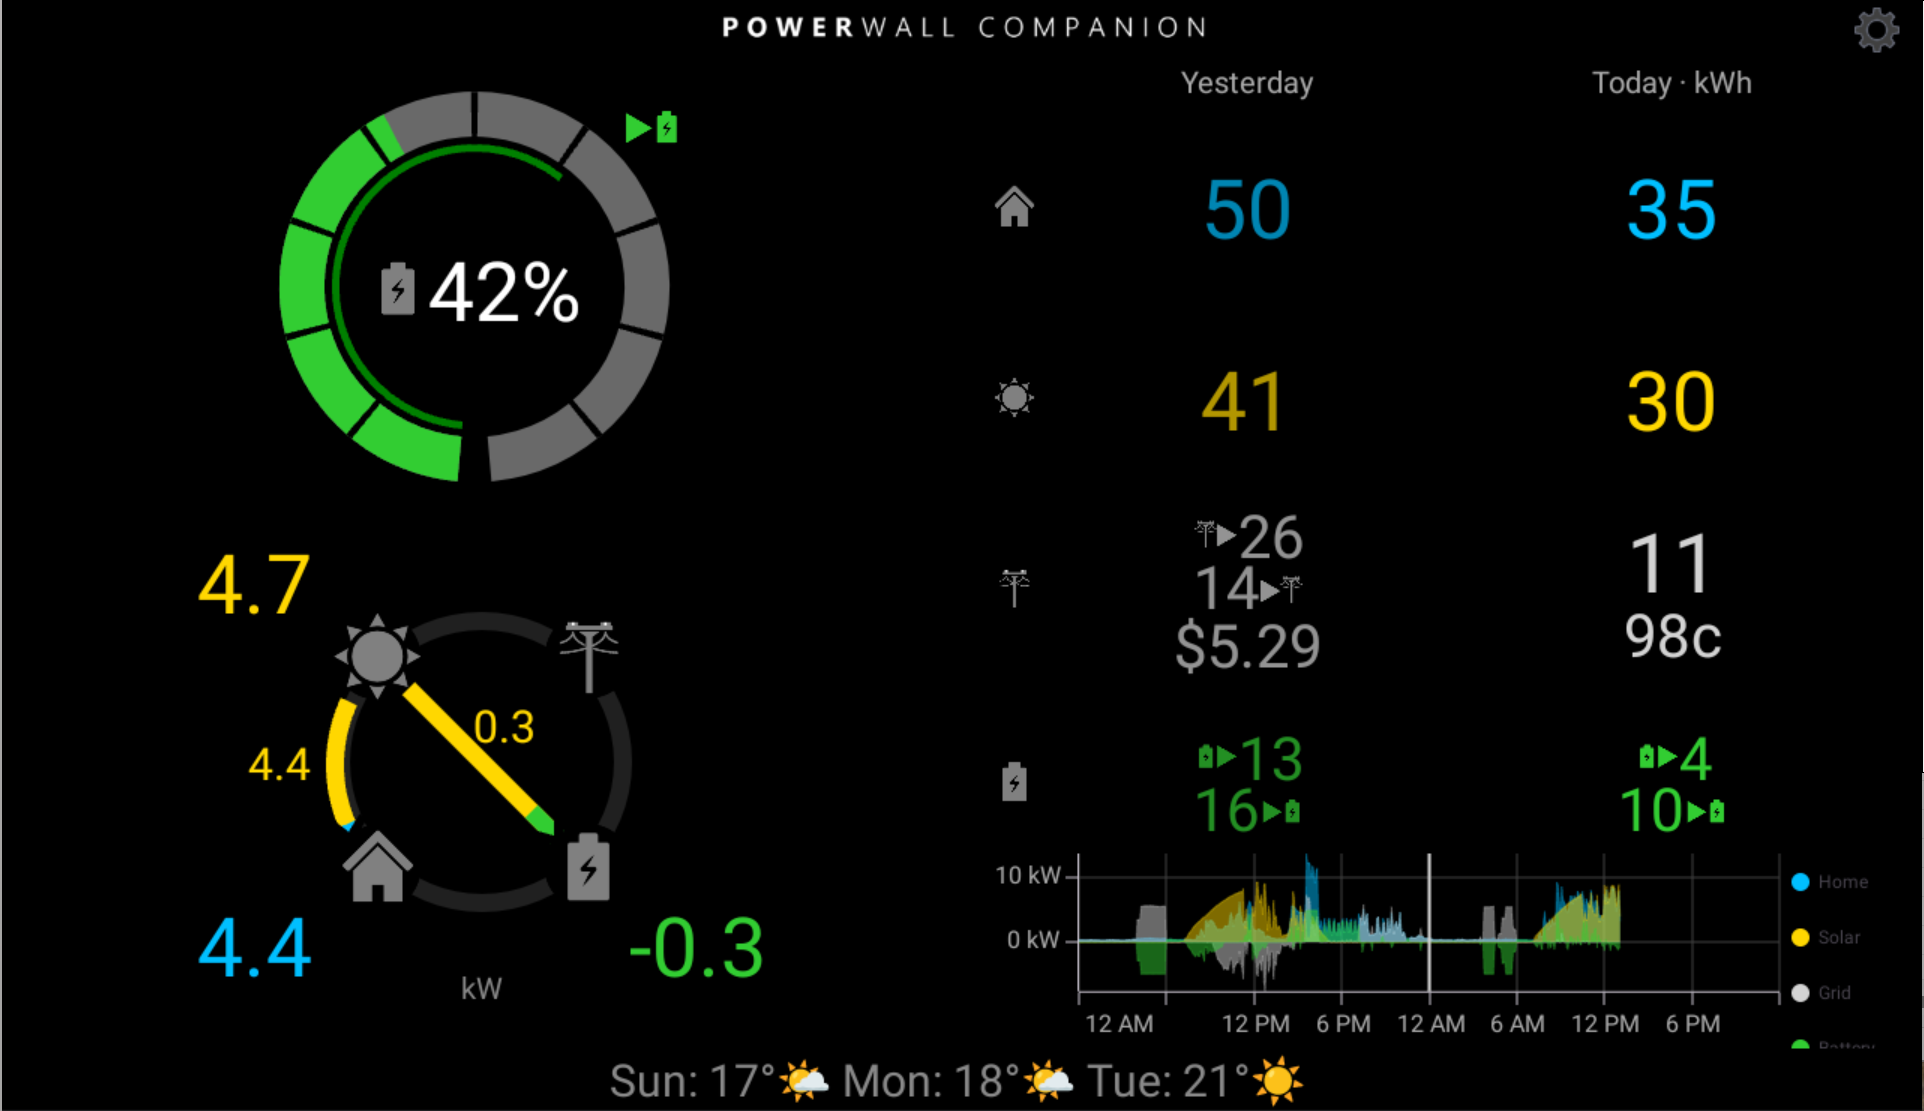 POWERWALL COMPANION
Yesterday
Today · kWh
42%
50
35
41
30
26
14
$5.29
11
98c
13
16
4
10
4.7
0.3
4.4
4.4
-0.3
kW
10 kW
0 kW
12 AM 12 PM 6 PM 12 AM 6 AM 12 PM 6 PM
Home
Solar
Grid
Battery
Sun: 17° Mon: 18° Tue: 21°